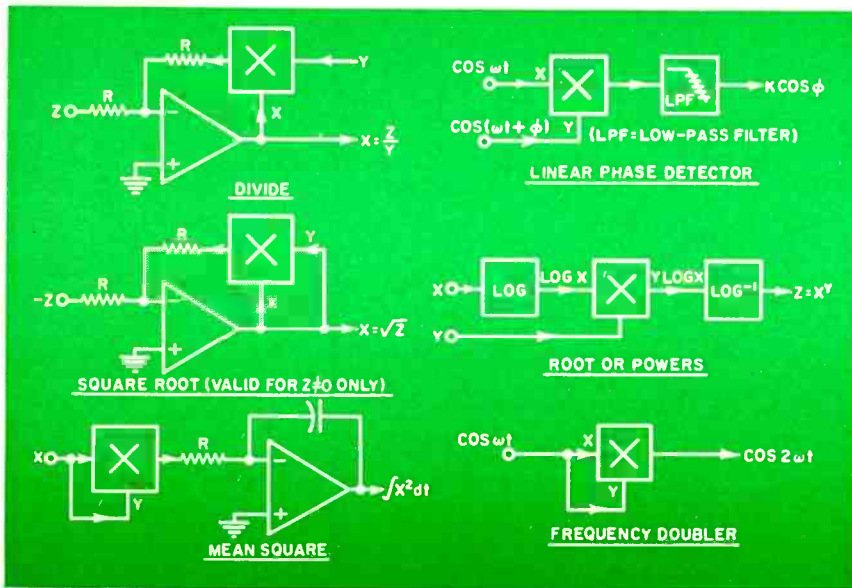 R
Y
R
X
Z
−
+
X=Z/Y
DIVIDE
COS ωt
X
COS(ωt + ϕ)
Y
LPF
K COS ϕ
(LPF=LOW-PASS FILTER)
LINEAR PHASE DETECTOR
R
Y
R
X
-Z
−
+
X=√Z
SQUARE ROOT (VALID FOR Z≠0 ONLY)
X
LOG
LOG X
Y LOGX
LOG⁻¹
Z=X^Y
Y
ROOT OR POWERS
X
R
Y
−
+
∫X²dt
MEAN SQUARE
COS ωt
X
COS 2ωt
Y
FREQUENCY DOUBLER